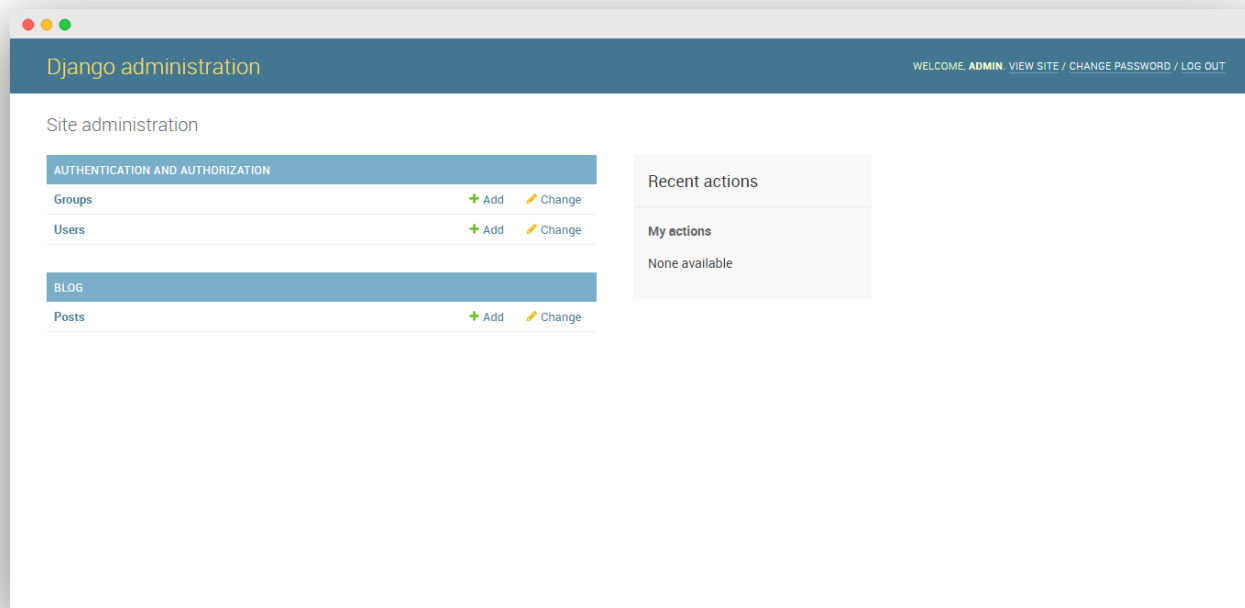 Django administration
WELCOME, ADMIN. VIEW SITE / CHANGE PASSWORD / LOG OUT
Site administration
AUTHENTICATION AND AUTHORIZATION
Groups Add Change
Users Add Change
BLOG
Posts Add Change
Recent actions
My actions
None available